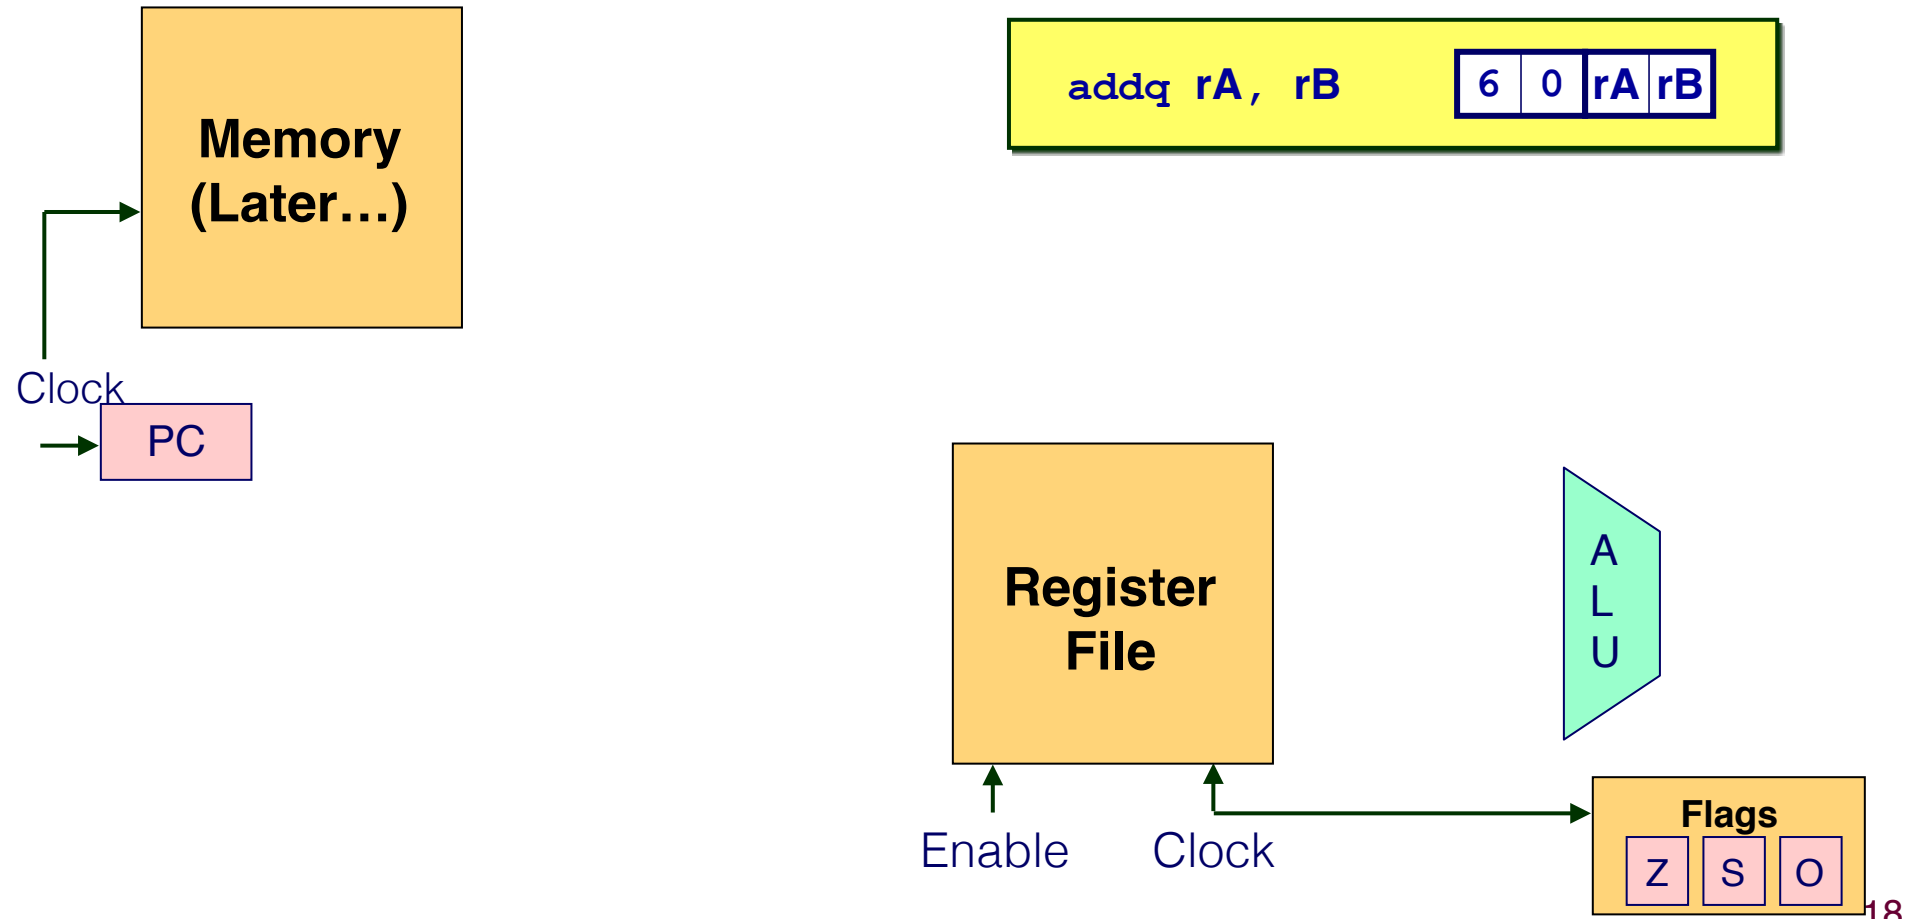 Memory
(Later…)
addq rA, rB
6 0 rA rB
Clock
PC
Register
File
A
L
U
Enable
Clock
Flags
Z S O
18